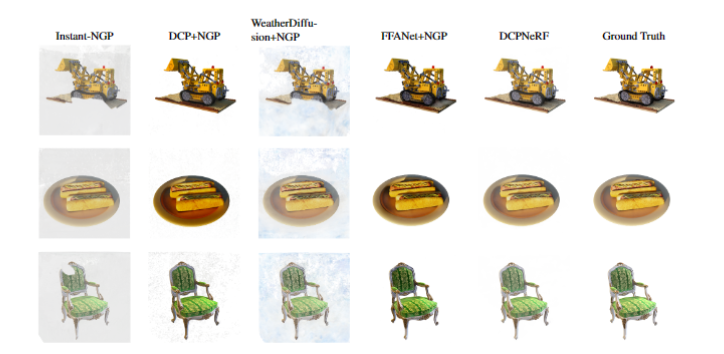 Instant-NGP
DCP+NGP
WeatherDiffu-
sion+NGP
FFANet+NGP
DCPNeRF
Ground Truth